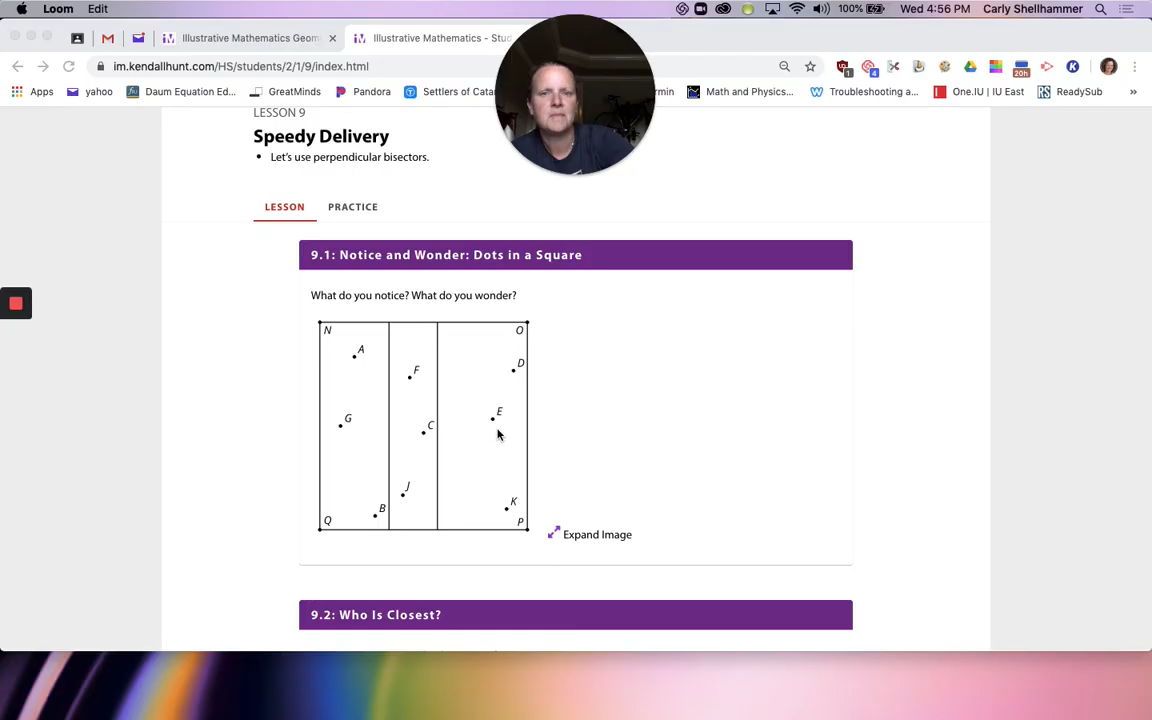 Loom Edit 100% Wed 4:56 PM Carly Shellhammer
Illustrative Mathematics Geom Illustrative Mathematics - Stud
im.kendallhunt.com/HS/students/2/1/9/index.html 1 4 20h K
Apps yahoo Daum Equation Ed... GreatMinds Pandora Settlers of Catan Math and Physics... Troubleshooting a... One.IU | IU East ReadySub »
LESSON 9
Speedy Delivery
• Let's use perpendicular bisectors.
LESSON PRACTICE
9.1: Notice and Wonder: Dots in a Square
What do you notice? What do you wonder?
N O
A
F D
G C E
J
B K
Q P
Expand Image
9.2: Who Is Closest?